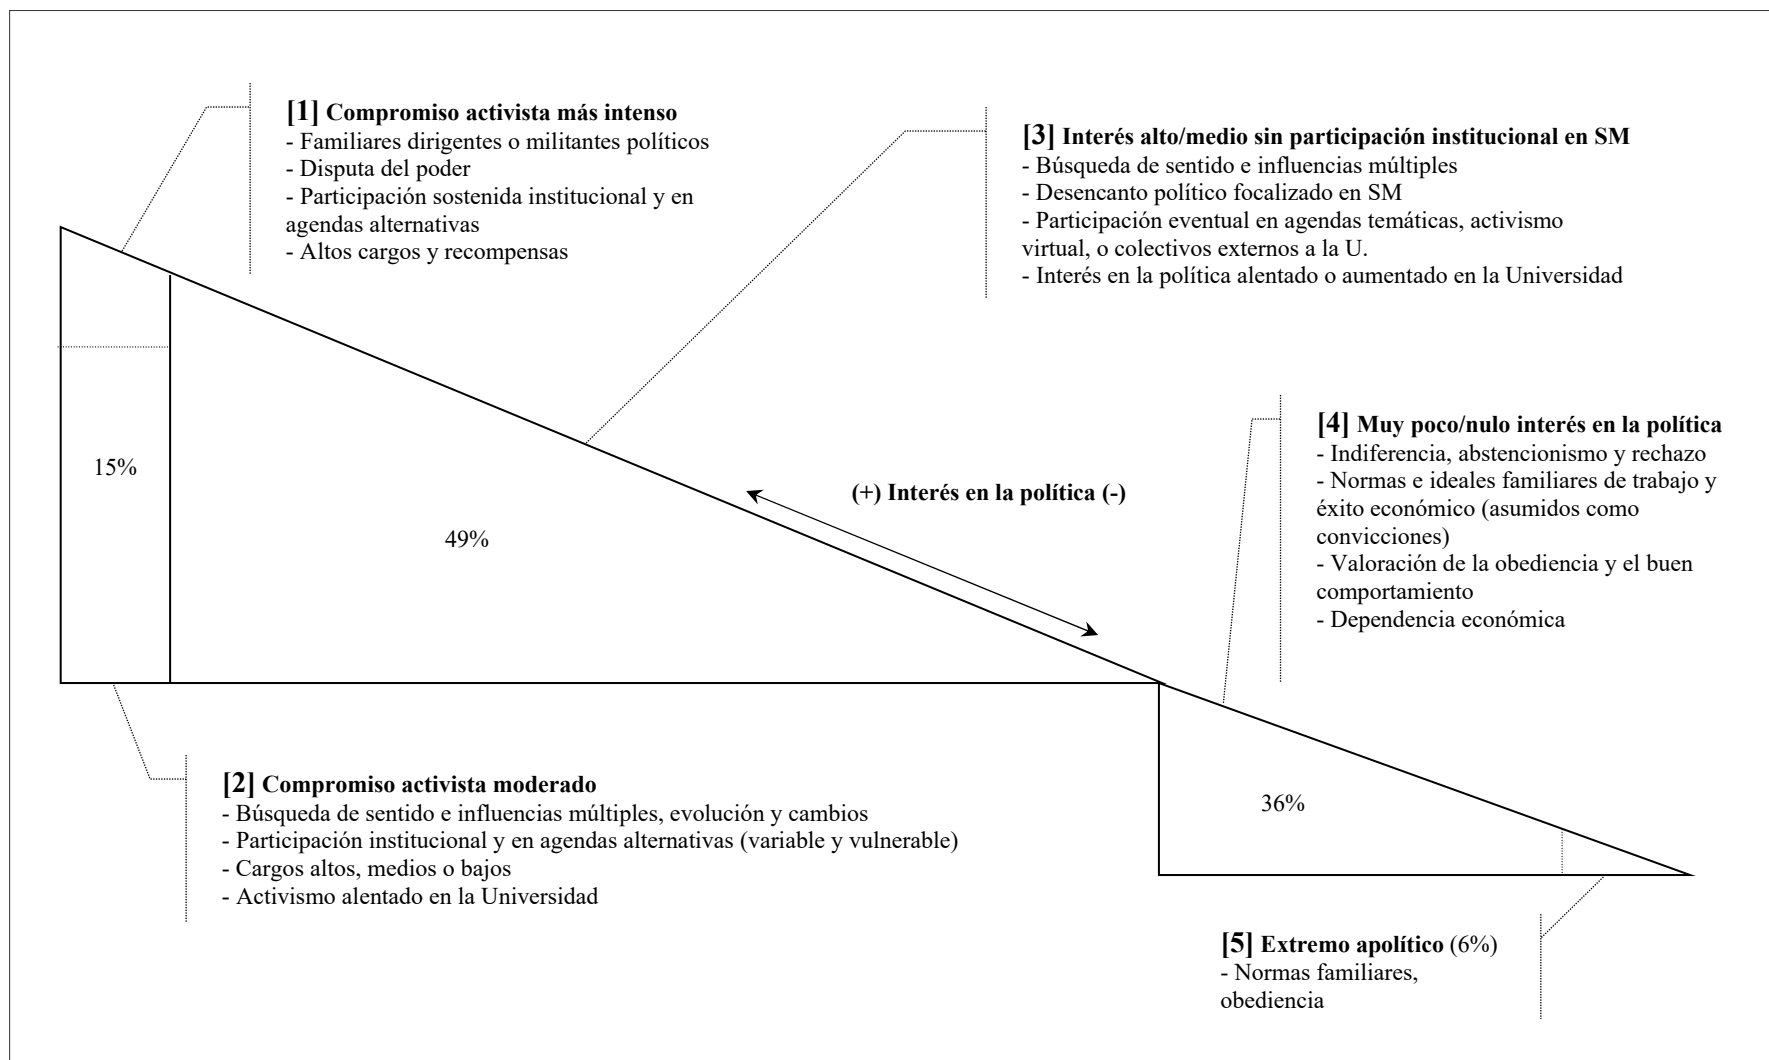 [1] Compromiso activista más intenso
- Familiares dirigentes o militantes políticos
- Disputa del poder
- Participación sostenida institucional y en
agendas alternativas
- Altos cargos y recompensas
[3] Interés alto/medio sin participación institucional en SM
- Búsqueda de sentido e influencias múltiples
- Desencanto político focalizado en SM
- Participación eventual en agendas temáticas, activismo
virtual, o colectivos externos a la U.
- Interés en la política alentado o aumentado en la Universidad
[4] Muy poco/nulo interés en la política
- Indiferencia, abstencionismo y rechazo
- Normas e ideales familiares de trabajo y
éxito económico (asumidos como
convicciones)
- Valoración de la obediencia y el buen
comportamiento
- Dependencia económica
15%
(+) Interés en la política (-)
49%
[2] Compromiso activista moderado
- Búsqueda de sentido e influencias múltiples, evolución y cambios
- Participación institucional y en agendas alternativas (variable y vulnerable)
- Cargos altos, medios o bajos
- Activismo alentado en la Universidad
36%
[5] Extremo apolítico (6%)
- Normas familiares,
obediencia